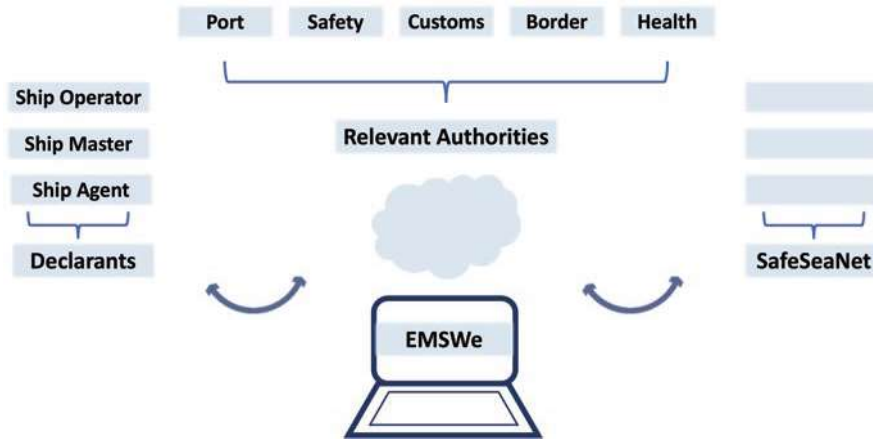 Port
Safety
Customs
Border
Health
Relevant Authorities
Ship Operator
Ship Master
Ship Agent
Declarants
SafeSeaNet
EMSWe